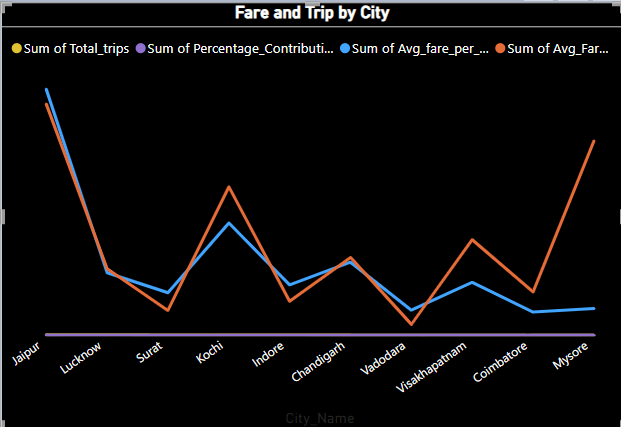 Fare and Trip by City
Sum of Total_trips Sum of Percentage_Contributi... Sum of Avg_fare_per_... Sum of Avg_Far...
Jaipur Lucknow Surat Kochi Indore Chandigarh Vadodara Visakhapatnam Coimbatore Mysore
City_Name